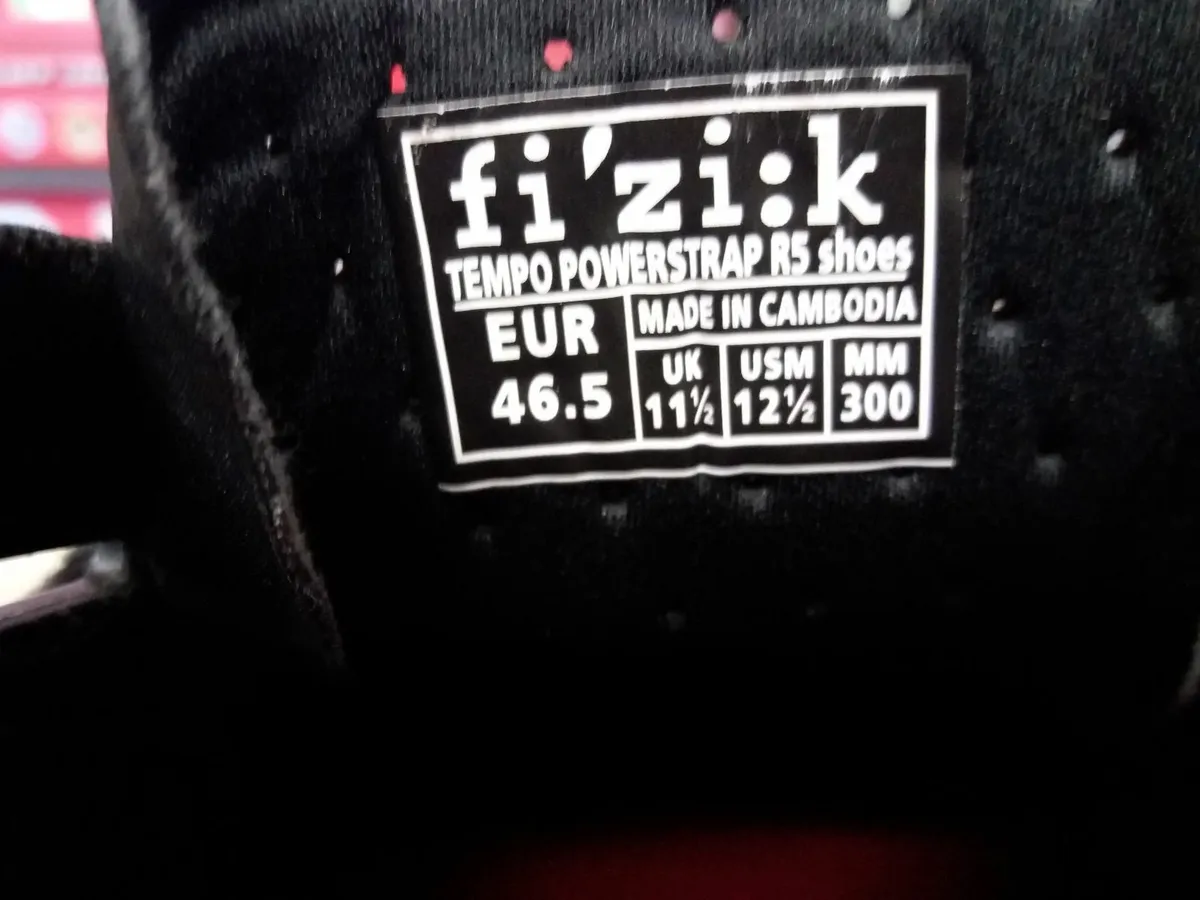 fi'zi:k
TEMPO POWERSTRAP R5 shoes
EUR
46.5
MADE IN CAMBODIA
UK
11½
USM
12½
MM
300